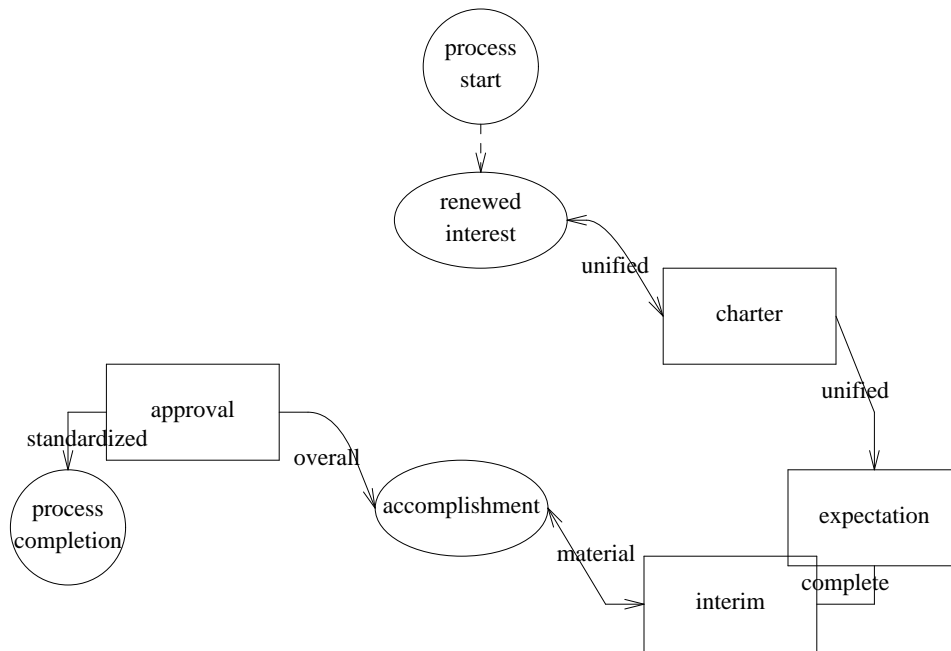 process
start
renewed
interest
unified
charter
unified
approval
standardized
overall
process
completion
accomplishment
expectation
material
complete
interim